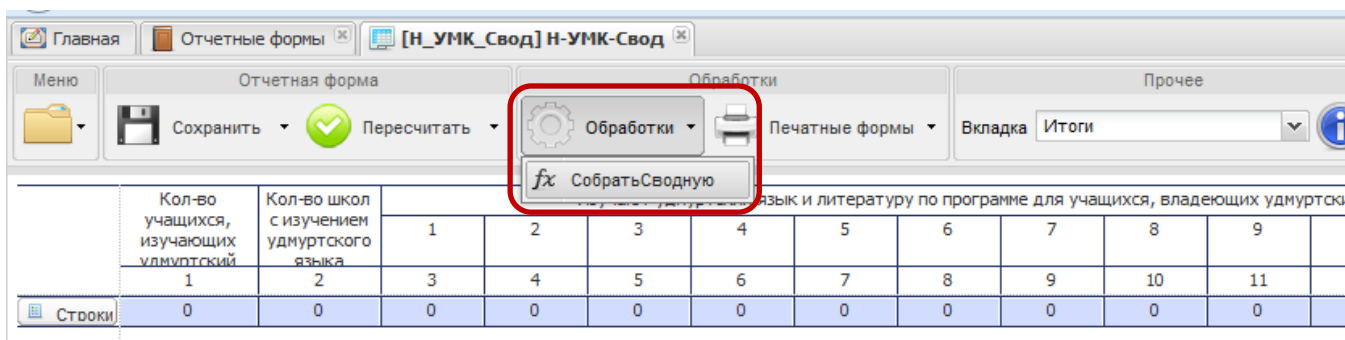 Главная Отчетные формы [Н_УМК_Свод] Н-УМК-Свод
Меню Отчетная форма Обработки Прочее
Сохранить Пересчитать Обработки Печатные формы Вкладка Итоги
fx СобратьСводную
Кол-во учащихся, изучающих удмуртский
Кол-во школ с изучением удмуртского языка
язык и литературу по программе для учащихся, владеющих
1 2 3 4 5 6 7 8 9
1 2 3 4 5 6 7 8 9 10 11
Строки 0 0 0 0 0 0 0 0 0 0 0